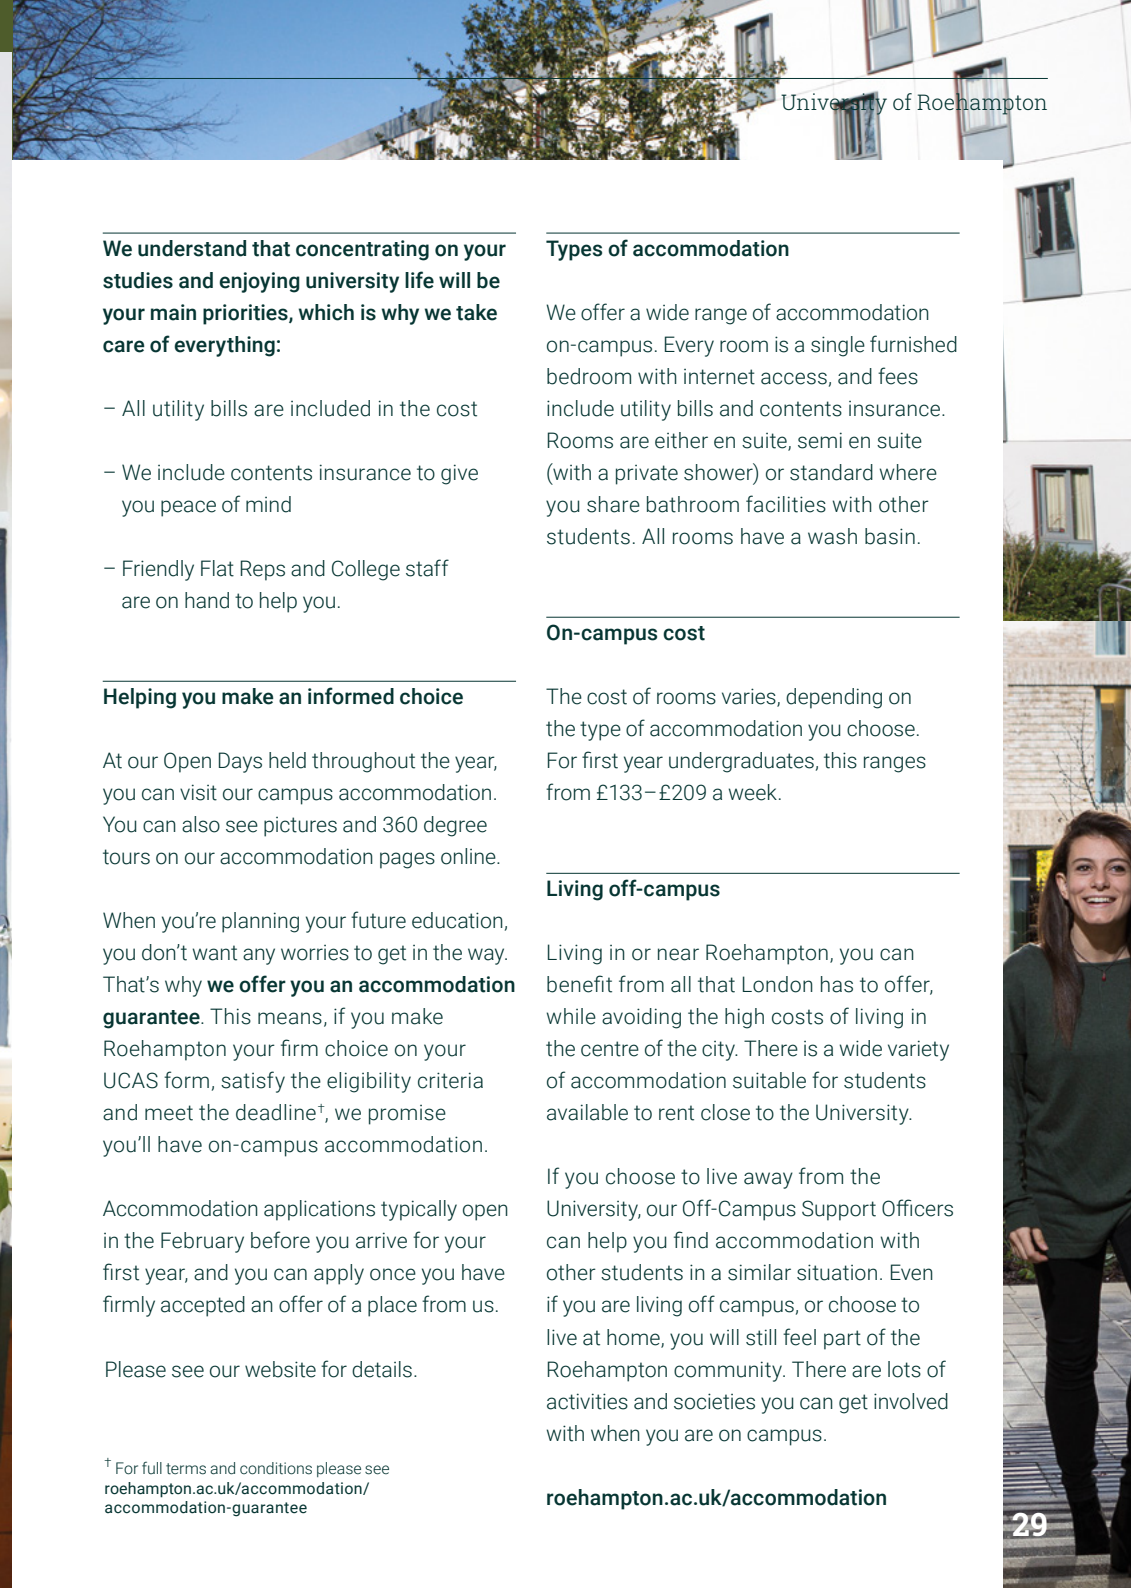 University of Roehampton
We understand that concentrating on your
studies and enjoying university life will be
your main priorities, which is why we take
care of everything:
– All utility bills are included in the cost
– We include contents insurance to give
you peace of mind
– Friendly Flat Reps and College staff
are on hand to help you.
Helping you make an informed choice
At our Open Days held throughout the year,
you can visit our campus accommodation.
You can also see pictures and 360 degree
tours on our accommodation pages online.
When you’re planning your future education,
you don’t want any worries to get in the way.
That’s why we offer you an accommodation
guarantee. This means, if you make
Roehampton your firm choice on your
UCAS form, satisfy the eligibility criteria
and meet the deadline†, we promise
you’ll have on-campus accommodation.
Accommodation applications typically open
in the February before you arrive for your
first year, and you can apply once you have
firmly accepted an offer of a place from us.
Please see our website for details.
† For full terms and conditions please see
roehampton.ac.uk/accommodation/
accommodation-guarantee
Types of accommodation
We offer a wide range of accommodation
on-campus. Every room is a single furnished
bedroom with internet access, and fees
include utility bills and contents insurance.
Rooms are either en suite, semi en suite
(with a private shower) or standard where
you share bathroom facilities with other
students. All rooms have a wash basin.
On-campus cost
The cost of rooms varies, depending on
the type of accommodation you choose.
For first year undergraduates, this ranges
from £133–£209 a week.
Living off-campus
Living in or near Roehampton, you can
benefit from all that London has to offer,
while avoiding the high costs of living in
the centre of the city. There is a wide variety
of accommodation suitable for students
available to rent close to the University.
If you choose to live away from the
University, our Off-Campus Support Officers
can help you find accommodation with
other students in a similar situation. Even
if you are living off campus, or choose to
live at home, you will still feel part of the
Roehampton community. There are lots of
activities and societies you can get involved
with when you are on campus.
roehampton.ac.uk/accommodation
29